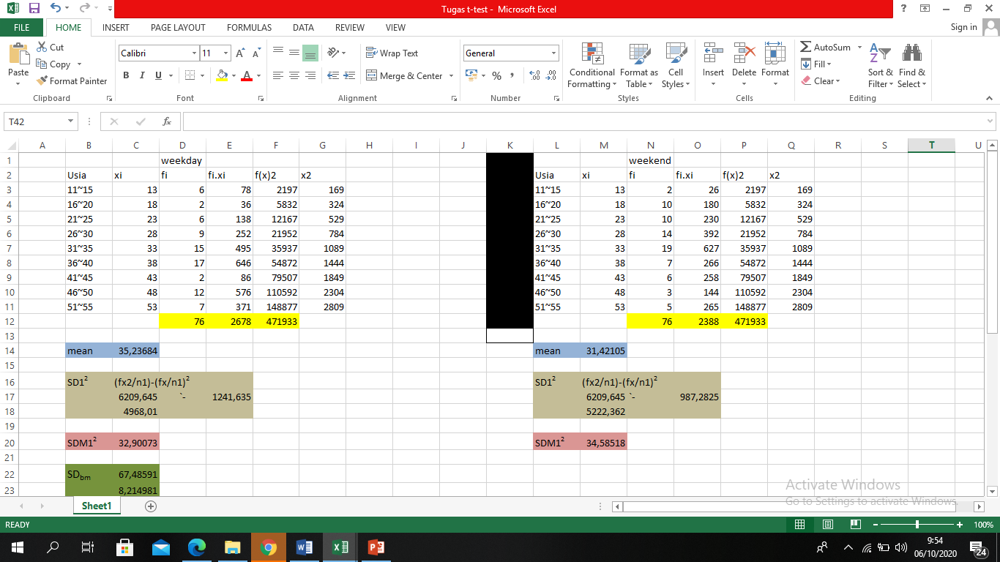 Tugas t-test - Microsoft Excel
FILE HOME INSERT PAGE LAYOUT FORMULAS DATA REVIEW VIEW Sign in
Paste Cut Copy Format Painter Clipboard
Calibri 11 B I U Font
Wrap Text Merge & Center Alignment
General % Number
Conditional Formatting Format as Table Cell Styles Styles
Insert Delete Format Cells
AutoSum Fill Clear Sort & Filter Find & Select Editing
T42 fx
A B C D E F G H I J K L M N O P Q R S T U
1 weekday weekend
2 Usia xi fi fi.xi f(x)2 x2 Usia xi fi fi.xi f(x)2 x2
3 11~15 13 6 78 2197 169 11~15 13 2 26 2197 169
4 16~20 18 2 36 5832 324 16~20 18 10 180 5832 324
5 21~25 23 6 138 12167 529 21~25 23 10 230 12167 529
6 26~30 28 9 252 21952 784 26~30 28 14 392 21952 784
7 31~35 33 15 495 35937 1089 31~35 33 19 627 35937 1089
8 36~40 38 17 646 54872 1444 36~40 38 7 266 54872 1444
9 41~45 43 2 86 79507 1849 41~45 43 6 258 79507 1849
10 46~50 48 12 576 110592 2304 46~50 48 3 144 110592 2304
11 51~55 53 7 371 148877 2809 51~55 53 5 265 148877 2809
12 76 2678 471933 76 2388 471933
13
14 mean 35,23684 mean 31,42105
15
16 SD1² (fx2/n1)-(fx/n1)² SD1² (fx2/n1)-(fx/n1)²
17 6209,645 `- 1241,635 6209,645 `- 987,2825
18 4968,01 5222,362
19
20 SDM1² 32,90073 SDM1² 34,58518
21
22 SDbm 67,48591
23 8,214981
Activate Windows
Go to Settings to activate Windows.
Sheet1
READY 100%
9:54
06/10/2020
24